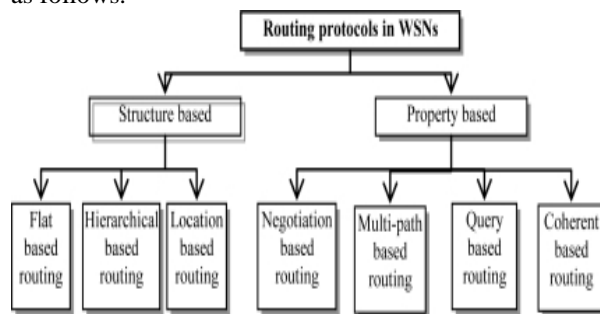 as follows:
Routing protocols in WSNs
Structure based
Property based
Flat
based
routing
Hierarchical
based
routing
Location
based
routing
Negotiation
based
routing
Multi-path
based
routing
Query
based
routing
Coherent
based
routing